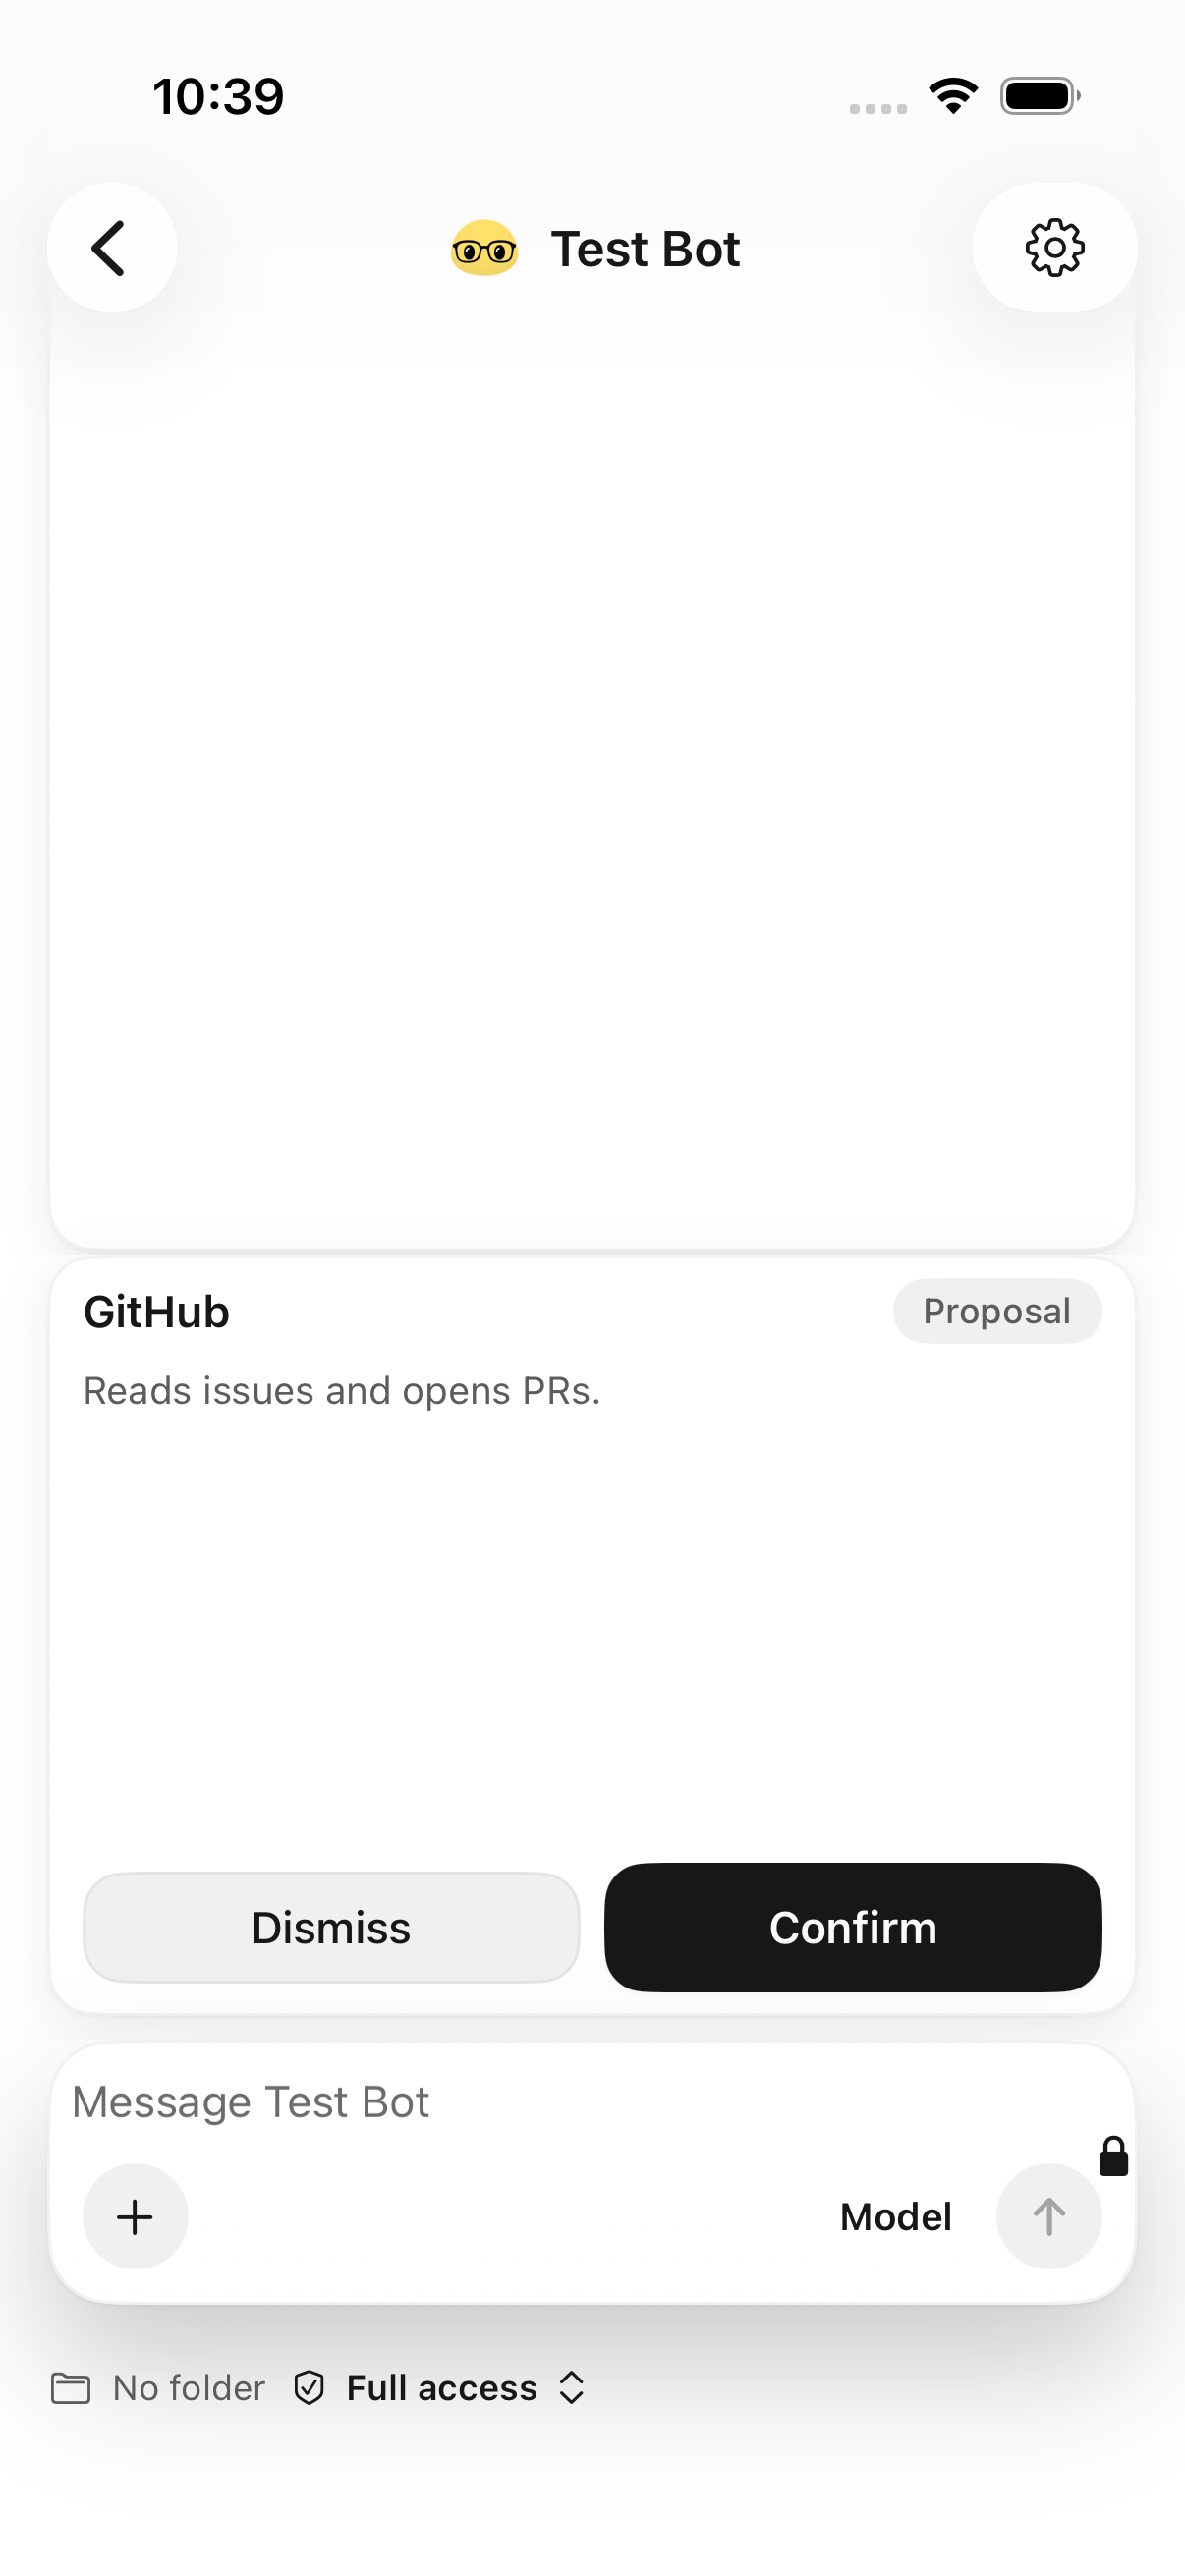 10:39
Test Bot
GitHub
Proposal
Reads issues and opens PRs.
Dismiss
Confirm
Message Test Bot
Model
No folder
Full access